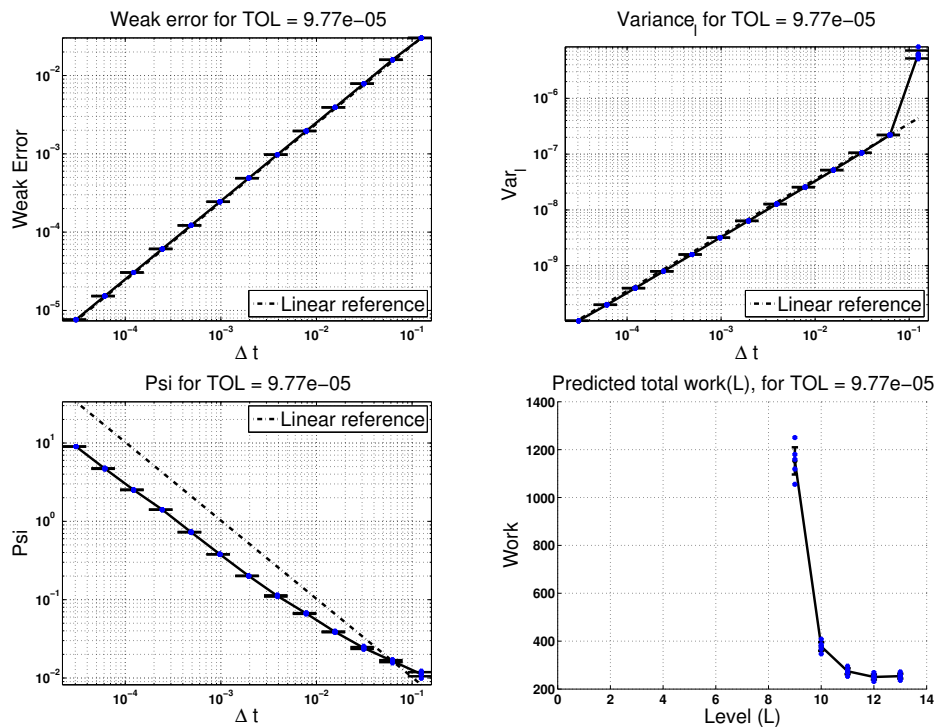 Weak error for TOL = 9.77e-05
Weak Error
10⁻²
10⁻³
10⁻⁴
10⁻⁵
Linear reference
10⁻⁴ 10⁻³ 10⁻² 10⁻¹
Δ t
Variance_l for TOL = 9.77e-05
Var_l
10⁻⁶
10⁻⁷
10⁻⁸
10⁻⁹
Linear reference
10⁻⁴ 10⁻³ 10⁻² 10⁻¹
Δ t
Psi for TOL = 9.77e-05
Psi
Linear reference
10¹
10⁰
10⁻¹
10⁻²
10⁻⁴ 10⁻³ 10⁻² 10⁻¹
Δ t
Predicted total work(L), for TOL = 9.77e-05
Work
1400
1200
1000
800
600
400
200
0 2 4 6 8 10 12 14
Level (L)